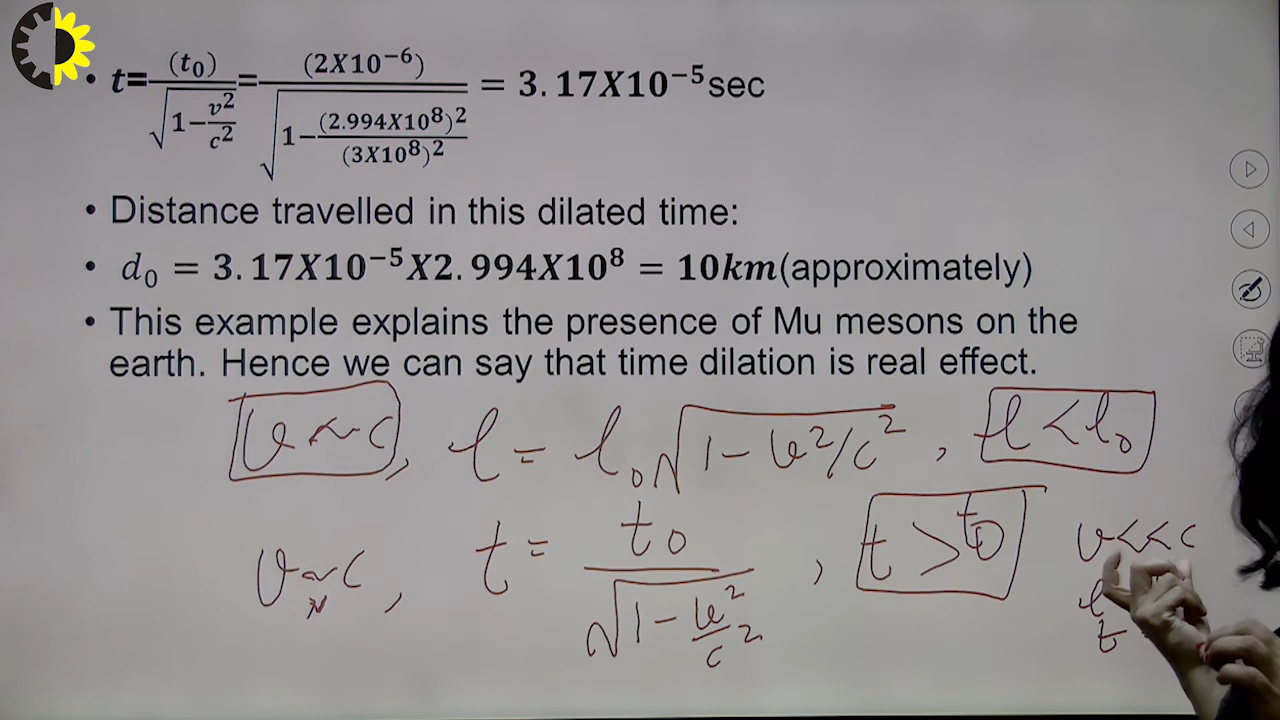 • t=(t₀)/√(1−v²/c²)=(2X10⁻⁶)/√(1−(2.994X10⁸)²/(3X10⁸)²) = 3.17X10⁻⁵sec
• Distance travelled in this dilated time:
• d₀ = 3.17X10⁻⁵X2.994X10⁸ = 10km(approximately)
• This example explains the presence of Mu mesons on the
earth. Hence we can say that time dilation is real effect.
v ~ c, l = l₀√(1−v²/c²), l < l₀
v ~ c, t = t₀/√(1−v²/c²), t > t₀
v << c
l
t